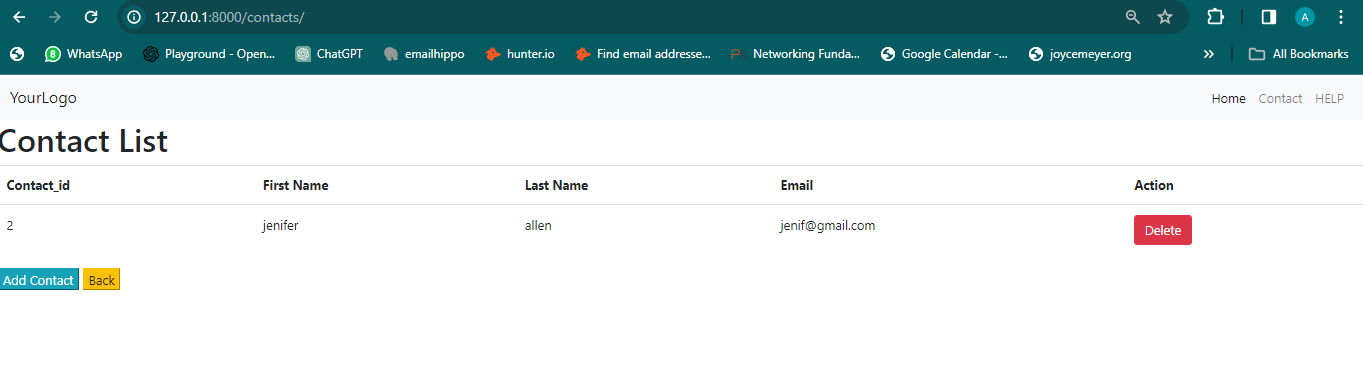 127.0.0.1:8000/contacts/
A
8 WhatsApp Playground - Open... ChatGPT emailhippo hunter.io Find email addresse... Networking Funda... Google Calendar -... joycemeyer.org » All Bookmarks
YourLogo Home Contact HELP
Contact List
Contact_id First Name Last Name Email Action
2 jenifer allen jenif@gmail.com Delete
Add Contact Back